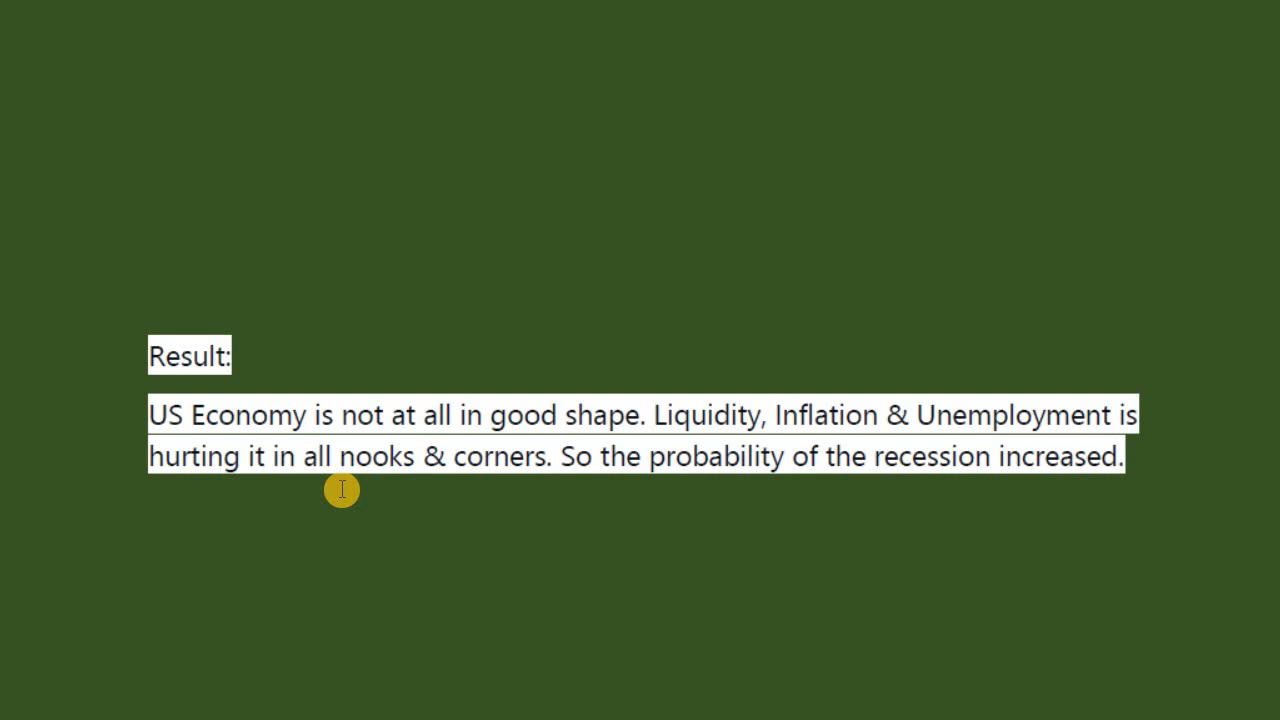 Result:
US Economy is not at all in good shape. Liquidity, Inflation & Unemployment is
hurting it in all nooks & corners. So the probability of the recession increased.